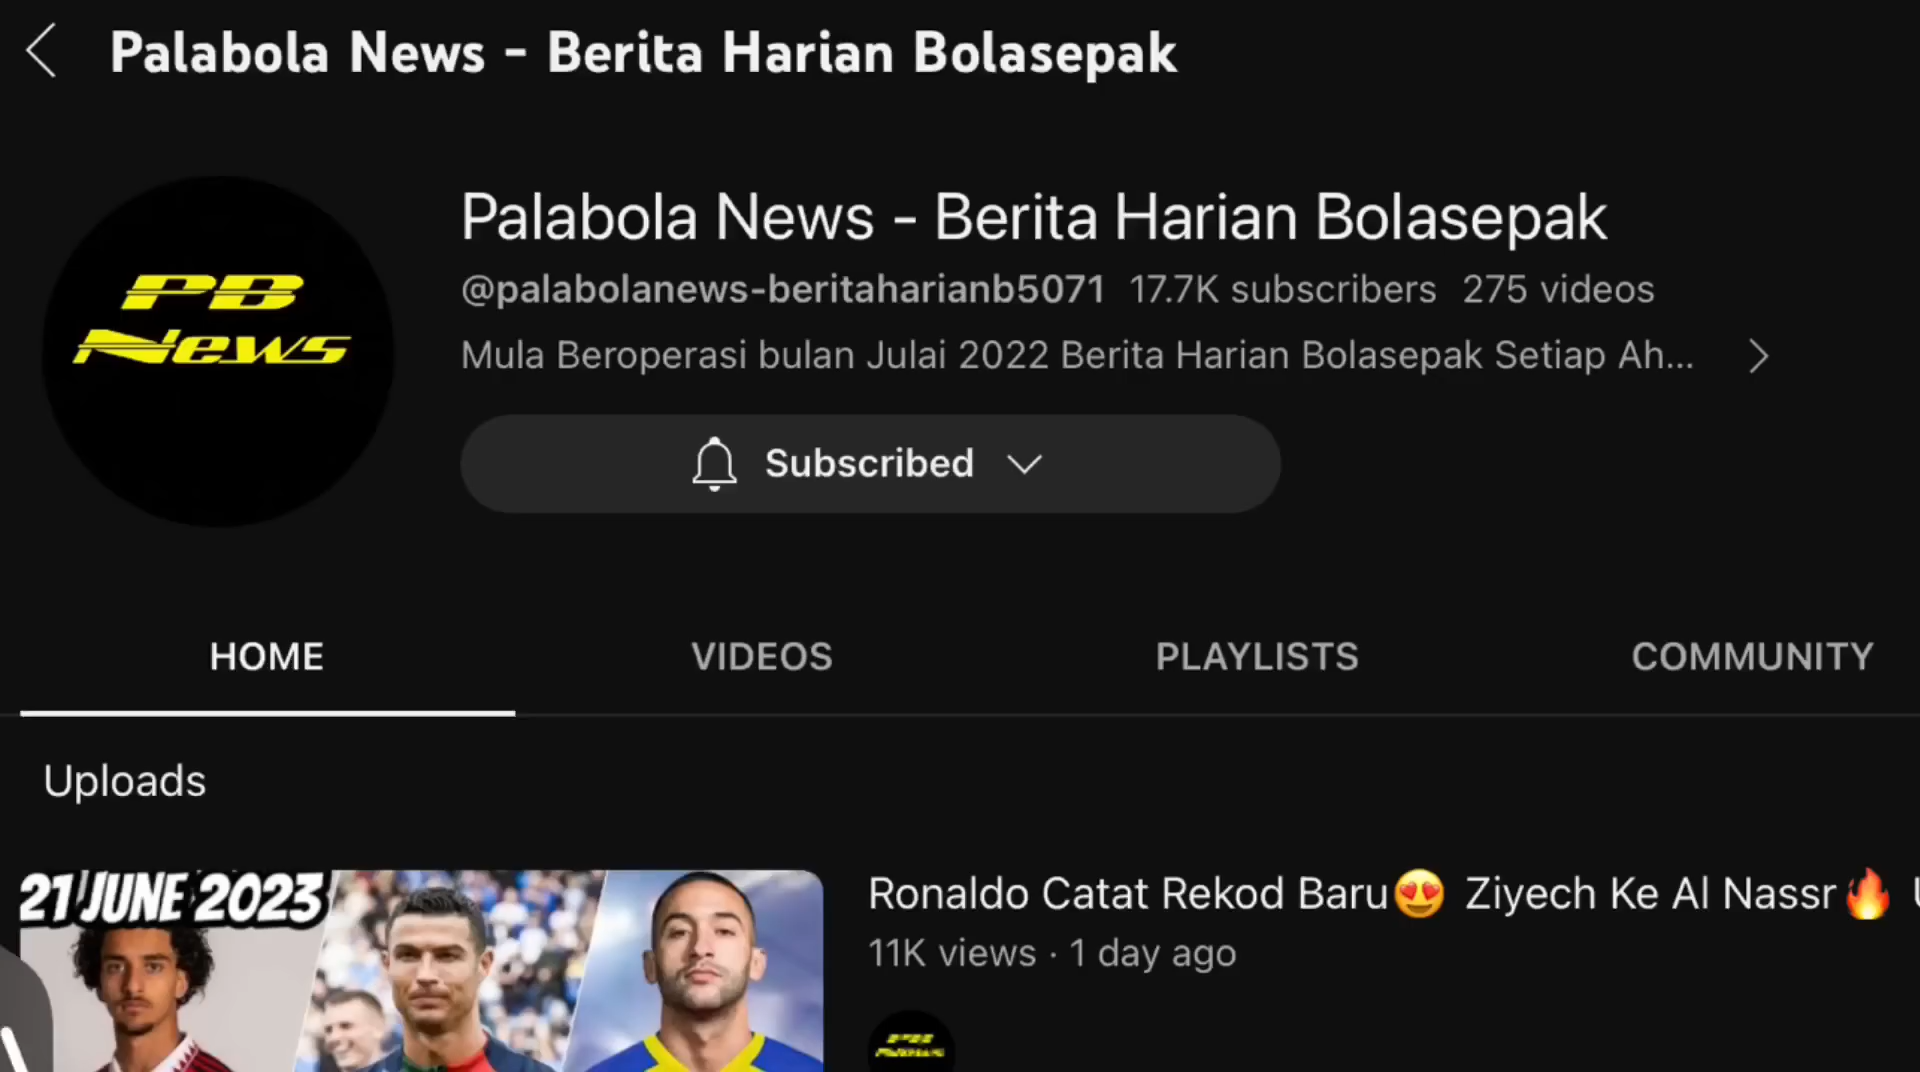 Palabola News - Berita Harian Bolasepak
PB
News
Palabola News - Berita Harian Bolasepak
@palabolanews-beritaharianb5071 17.7K subscribers 275 videos
Mula Beroperasi bulan Julai 2022 Berita Harian Bolasepak Setiap Ah...
Subscribed
HOME VIDEOS PLAYLISTS COMMUNITY
Uploads
21 JUNE 2023
Ronaldo Catat Rekod Baru😍 Ziyech Ke Al Nassr🔥
11K views · 1 day ago